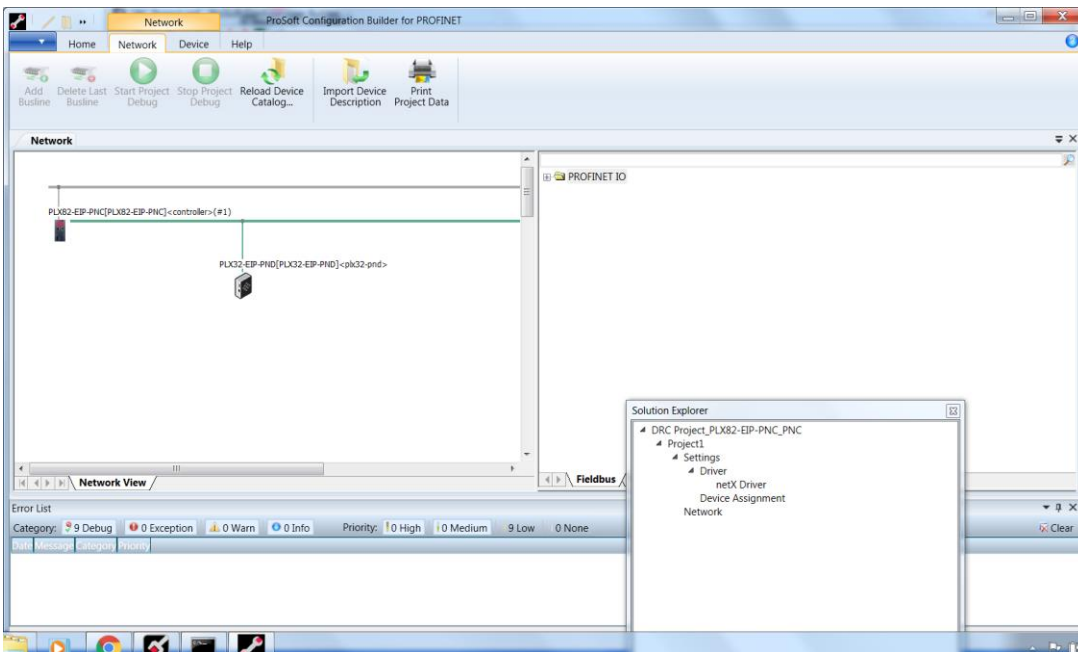 Network
ProSoft Configuration Builder for PROFINET
Home Network Device Help
Add Busline
Delete Last Busline
Start Project Debug
Stop Project Debug
Reload Device Catalog...
Import Device Description
Print Project Data
Network
PROFINET IO
PLX82-EIP-PNC[PLX82-EIP-PNC]<controller>(#1)
PLX32-EIP-PND[PLX32-EIP-PND]<plx32-pnd>
Solution Explorer
DRC Project_PLX82-EIP-PNC_PNC
Project1
Settings
Driver
netX Driver
Device Assignment
Network
Network View
Fieldbus
Error List
Category: 9 Debug 0 Exception 0 Warn 0 Info Priority: 0 High 0 Medium 9 Low 0 None Clear
Date Message Category Priority